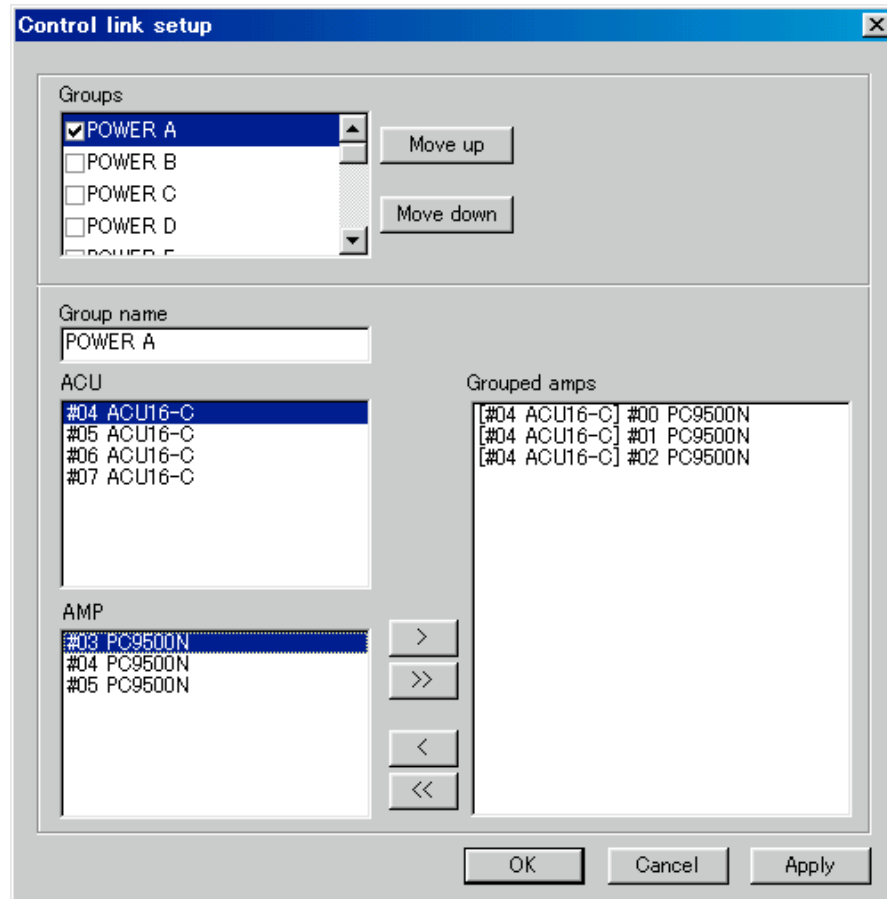 Control link setup
Groups
POWER A
POWER B
POWER C
POWER D
Move up
Move down
Group name
POWER A
ACU
#04 ACU16-C
#05 ACU16-C
#06 ACU16-C
#07 ACU16-C
Grouped amps
[#04 ACU16-C] #00 PC9500N
[#04 ACU16-C] #01 PC9500N
[#04 ACU16-C] #02 PC9500N
AMP
#03 PC9500N
#04 PC9500N
#05 PC9500N
>
>>
<
<<
OK
Cancel
Apply